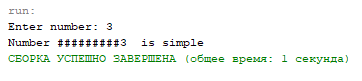 run:
Enter number: 3
Number #########3  is simple
СБОРКА УСПЕШНО ЗАВЕРШЕНА (общее время: 1 секунда)